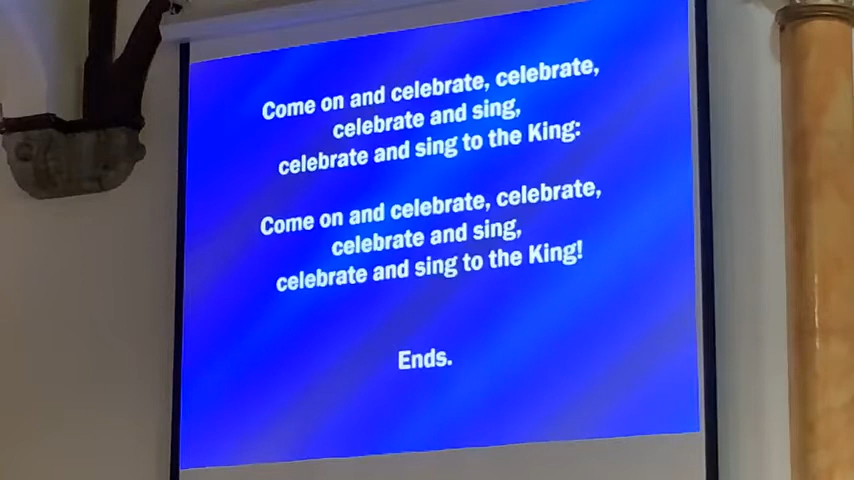 Come on and celebrate, celebrate,
celebrate and sing,
celebrate and sing to the King:
Come on and celebrate, celebrate,
celebrate and sing,
celebrate and sing to the King!
Ends.